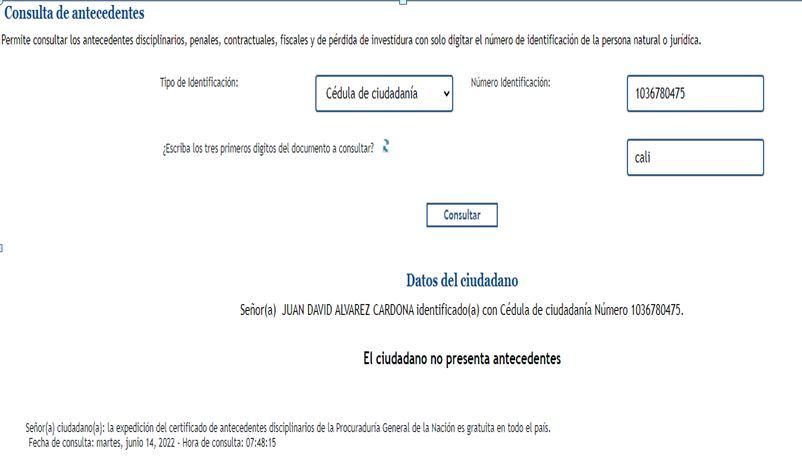 Consulta de antecedentes
Permite consultar los antecedentes disciplinarios, penales, contractuales, fiscales y de pérdida de investidura con solo digitar el número de identificación de la persona natural o jurídica.
Tipo de Identificación: Cédula de ciudadanía Número Identificación: 1036780475
¿Escriba los tres primeros digitos del documento a consultar? cali
Consultar
Datos del ciudadano
Señor(a) JUAN DAVID ALVAREZ CARDONA identificado(a) con Cédula de ciudadanía Número 1036780475.
El ciudadano no presenta antecedentes
Señor(a) ciudadano(a): la expedición del certificado de antecedentes disciplinarios de la Procuraduría General de la Nación es gratuita en todo el país.
Fecha de consulta: martes, junio 14, 2022 - Hora de consulta: 07:48:15